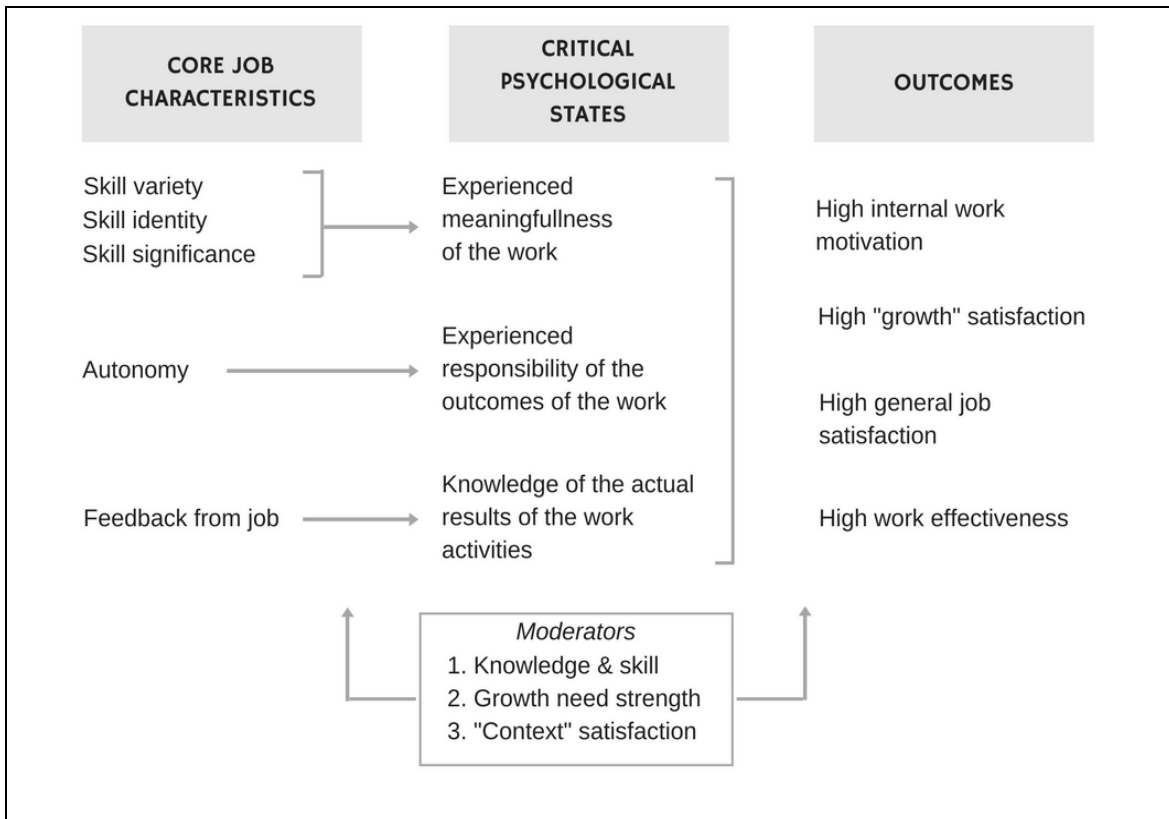 CORE JOB
CHARACTERISTICS
CRITICAL
PSYCHOLOGICAL
STATES
OUTCOMES
Skill variety
Skill identity
Skill significance
Experienced
meaningfullness
of the work
High internal work
motivation
High "growth" satisfaction
Autonomy
Experienced
responsibility of the
outcomes of the work
High general job
satisfaction
Feedback from job
Knowledge of the actual
results of the work
activities
High work effectiveness
Moderators
1. Knowledge & skill
2. Growth need strength
3. "Context" satisfaction